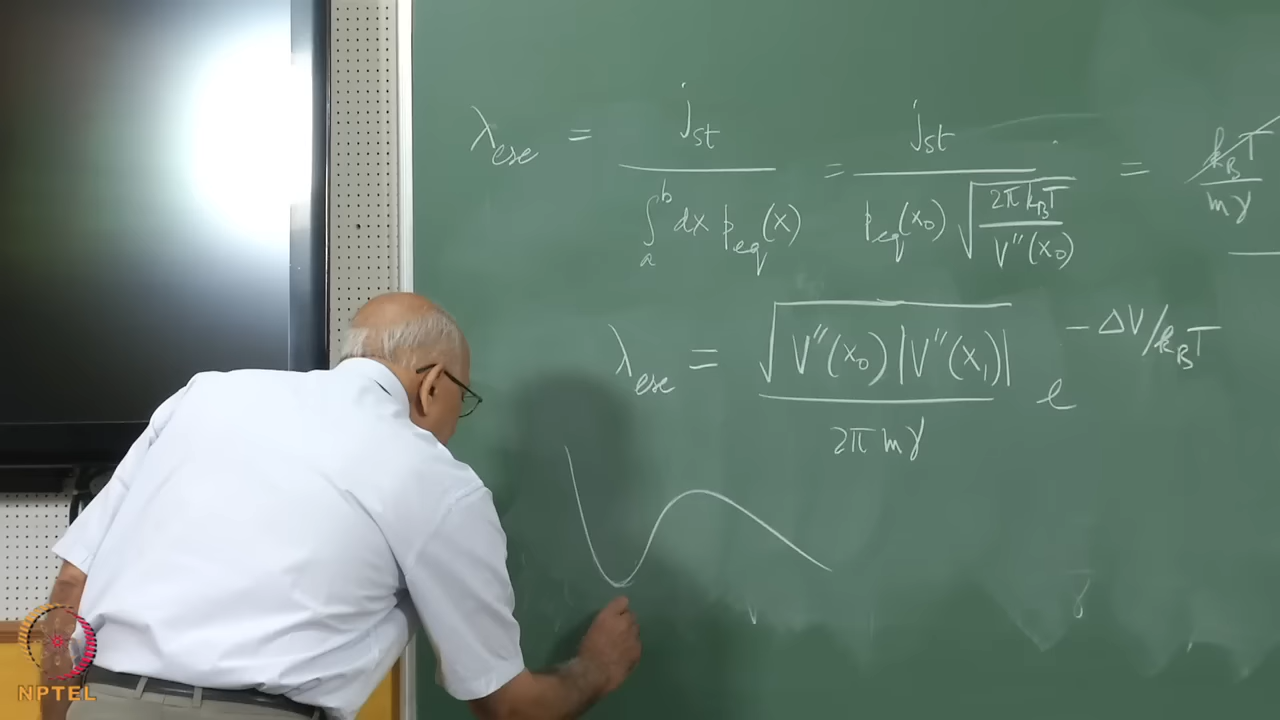 λ_esc = j_st / ∫_a^b dx p_eq(x) = j_st / p_eq(x_0) √(2π k_B T / V''(x_0)) = k_B T / mγ
λ_esc = √(V''(x_0) |V''(x_1)|) / 2π mγ e^{-ΔV/k_B T}
NPTEL